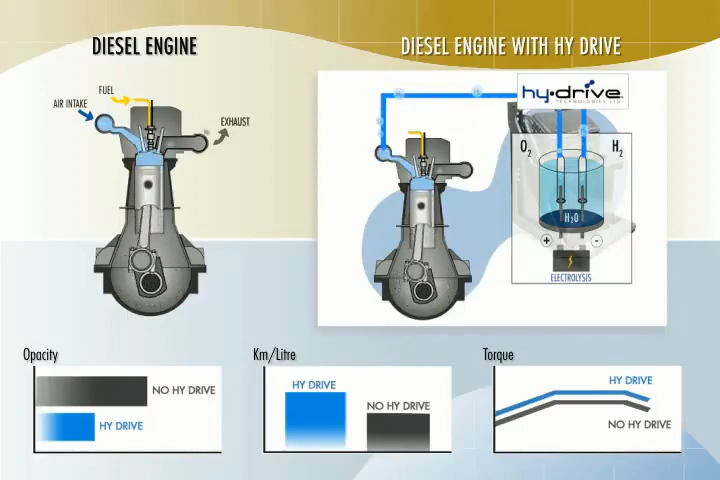 DIESEL ENGINE
DIESEL ENGINE WITH HY DRIVE
FUEL
AIR INTAKE
EXHAUST
hy·drive™
TECHNOLOGIES LTD
O2
H2
H2O
+
-
ELECTROLYSIS
Opacity
NO HY DRIVE
HY DRIVE
Km/Litre
HY DRIVE
NO HY DRIVE
Torque
HY DRIVE
NO HY DRIVE